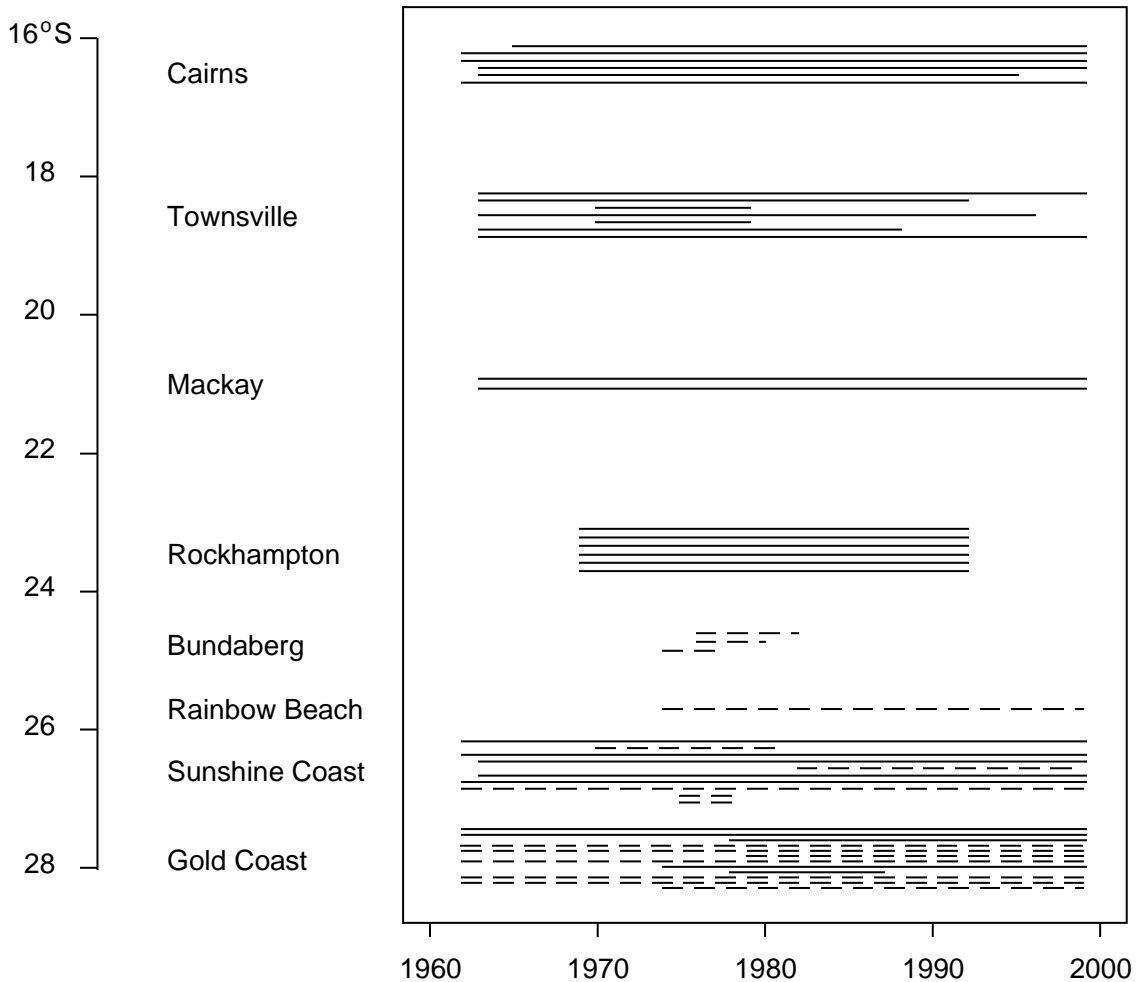 16°S
Cairns
18
Townsville
20
Mackay
22
Rockhampton
24
Bundaberg
Rainbow Beach
26
Sunshine Coast
Gold Coast
28
1960 1970 1980 1990 2000